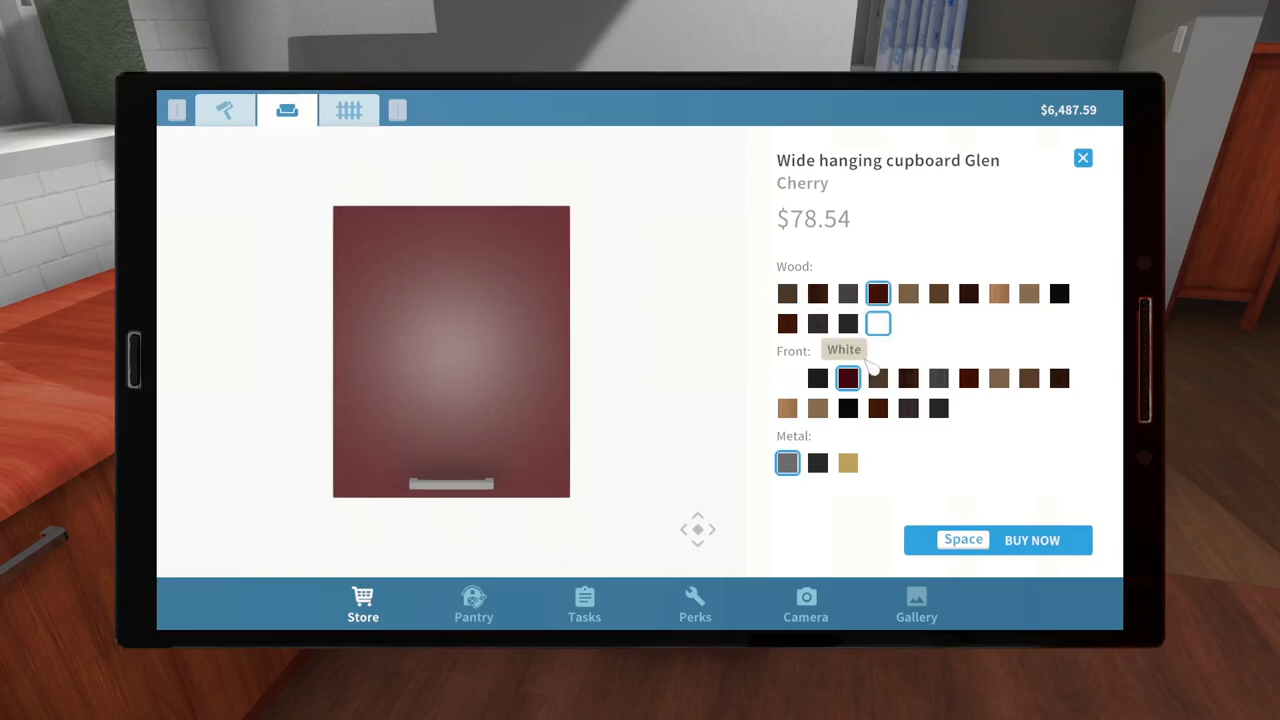 $6,487.59
Wide hanging cupboard Glen
Cherry
$78.54
Wood:
Front:
White
Metal:
Space
BUY NOW
Store
Pantry
Tasks
Perks
Camera
Gallery